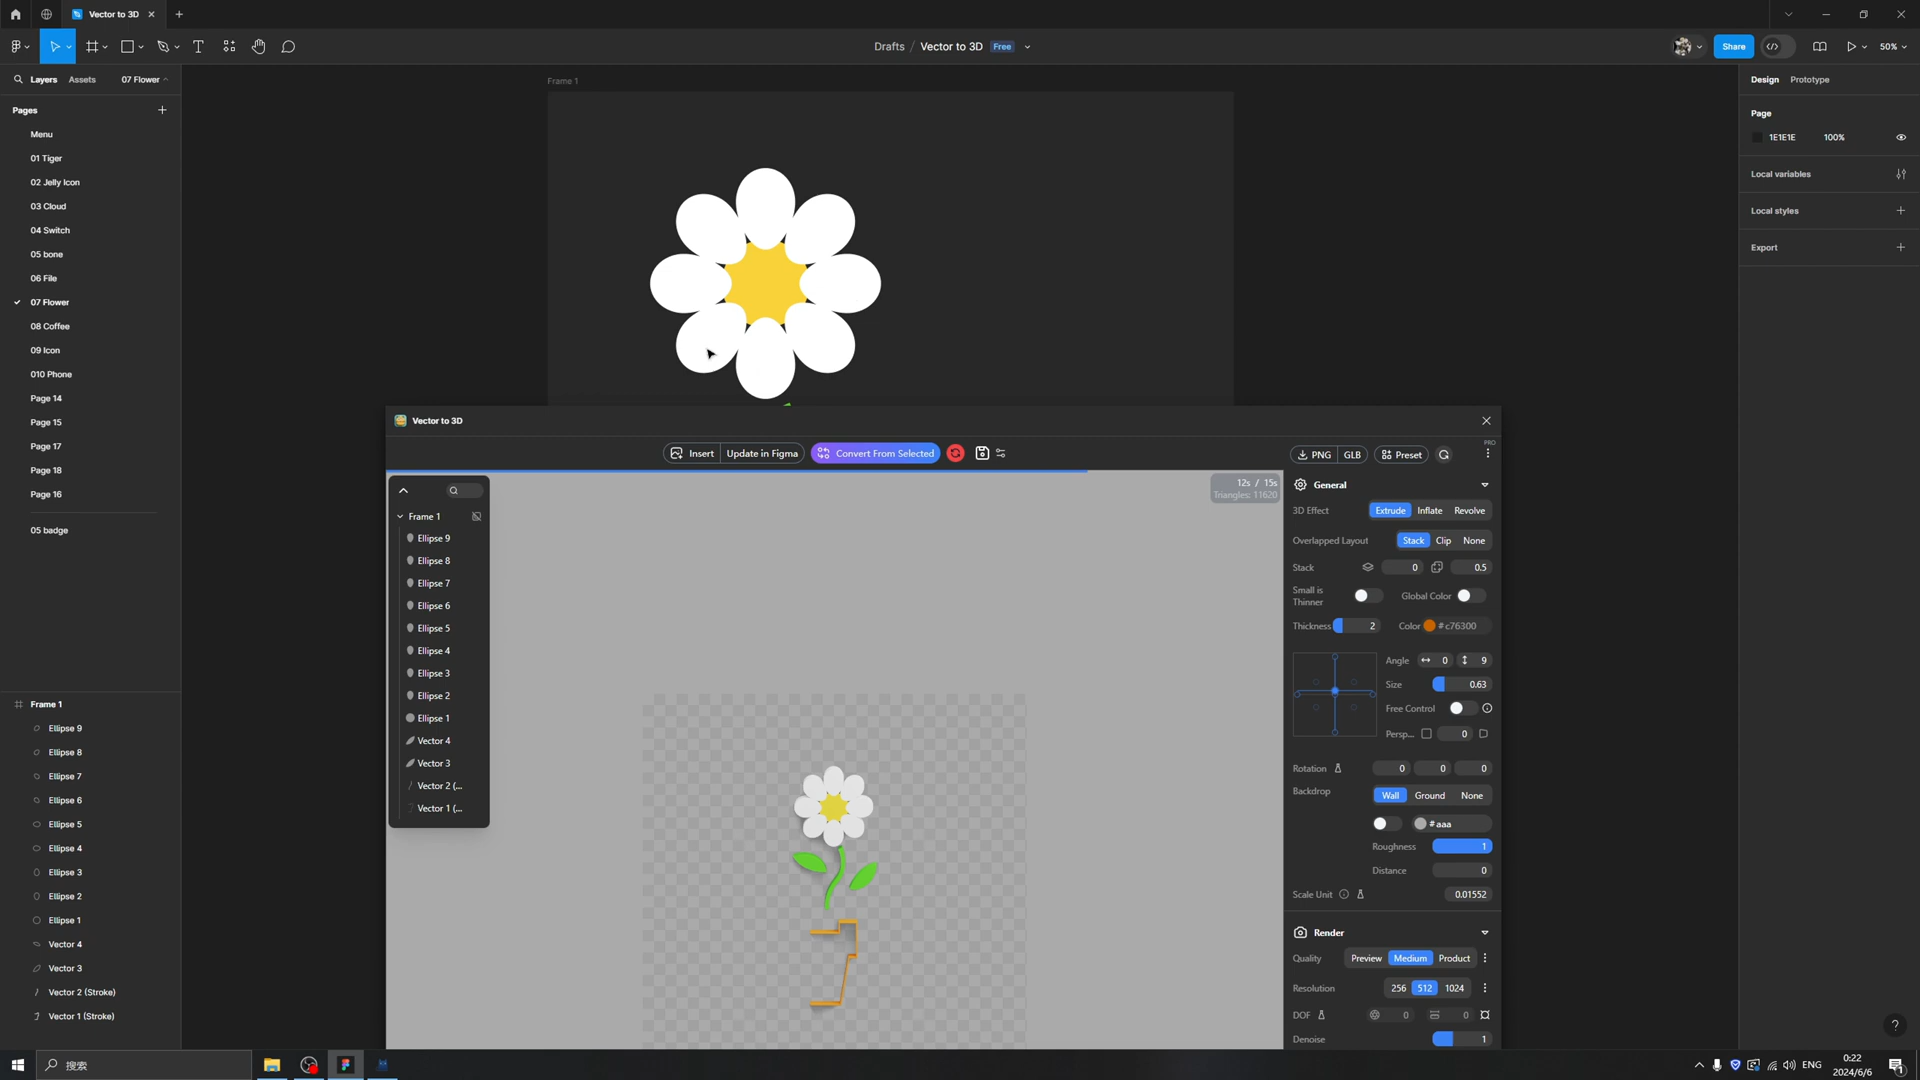 Vector to 3D
Drafts / Vector to 3D Free
Share
50%
Layers Assets 07 Flower
Pages
Menu
01 Tiger
02 Jelly Icon
03 Cloud
04 Switch
05 bone
06 File
07 Flower
08 Coffee
09 Icon
010 Phone
Page 14
Page 15
Page 17
Page 18
Page 16
05 badge
Frame 1
Ellipse 9
Ellipse 8
Ellipse 7
Ellipse 6
Ellipse 5
Ellipse 4
Ellipse 3
Ellipse 2
Ellipse 1
Vector 4
Vector 3
Vector 2 (Stroke)
Vector 1 (Stroke)
Frame 1
Vector to 3D
Insert Update in Figma Convert From Selected
Frame 1
Ellipse 9
Ellipse 8
Ellipse 7
Ellipse 6
Ellipse 5
Ellipse 4
Ellipse 3
Ellipse 2
Ellipse 1
Vector 4
Vector 3
Vector 2 (...
Vector 1 (...
12s / 15s
Triangles: 11620
PRO
PNG GLB Preset
General
3D Effect Extrude Inflate Revolve
Overlapped Layout Stack Clip None
Stack 0 0.5
Small is Thinner Global Color
Thickness 2 Color #c76300
Angle 0 9
Size 0.63
Free Control
Persp... 0
Rotation 0 0 0
Backdrop Wall Ground None
#aaa
Roughness 1
Distance 0
Scale Unit 0.01552
Render
Quality Preview Medium Product
Resolution 256 512 1024
DOF 0 0
Denoise 1
Design Prototype
Page
1E1E1E 100%
Local variables
Local styles
Export
?
搜索
ENG
0:22
2024/6/6
1